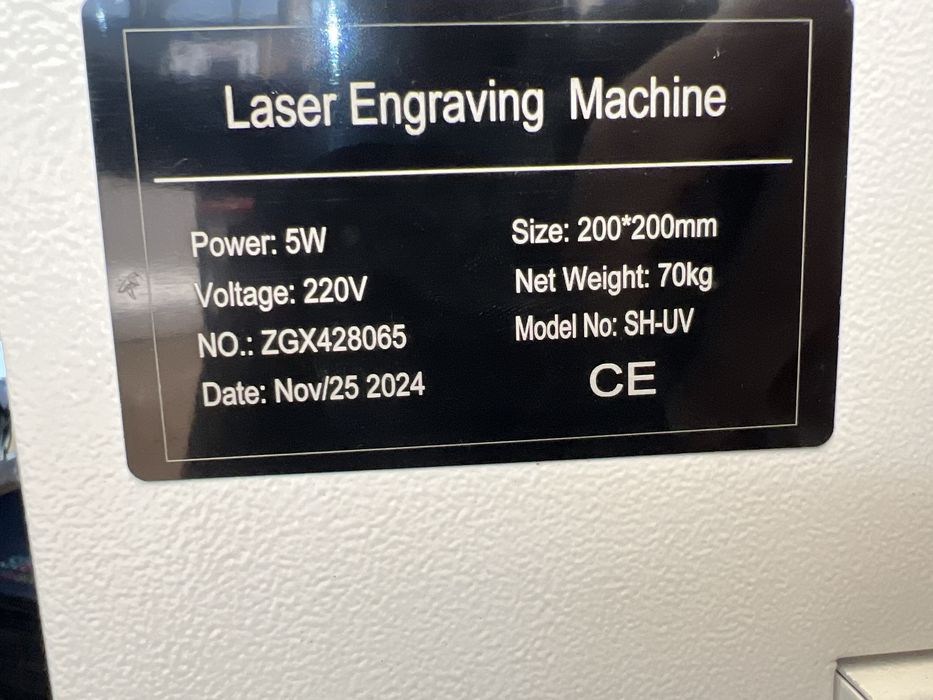 Laser Engraving Machine
Power: 5W
Voltage: 220V
NO.: ZGX428065
Date: Nov/25 2024
Size: 200*200mm
Net Weight: 70kg
Model No: SH-UV
CE